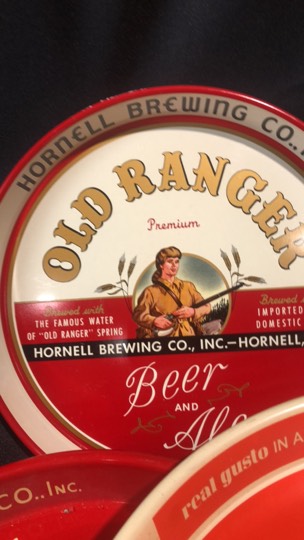 HORNELL BREWING CO.,
OLD RANGER
Premium
Brewed with
THE FAMOUS WATER
OF "OLD RANGER" SPRING
Brewed
IMPORTED
DOMESTIC
HORNELL BREWING CO., INC.—HORNELL,
Beer
AND
Ale
CO., INC.
real gusto IN A